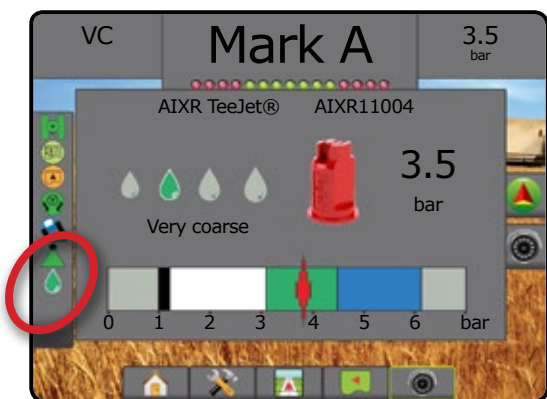 VC
Mark A
3.5
bar
AIXR TeeJet®
AIXR11004
3.5
bar
Very coarse
0 1 2 3 4 5 6 bar